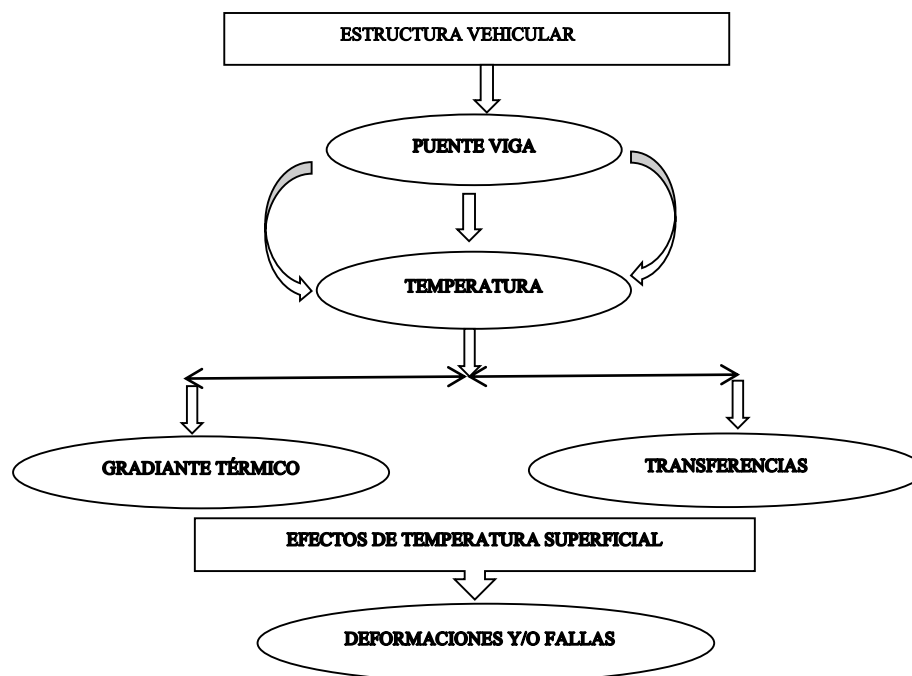 ESTRUCTURA VEHICULAR
PUENTE VIGA
TEMPERATURA
GRADIANTE TÉRMICO
TRANSFERENCIAS
EFECTOS DE TEMPERATURA SUPERFICIAL
DEFORMACIONES Y/O FALLAS